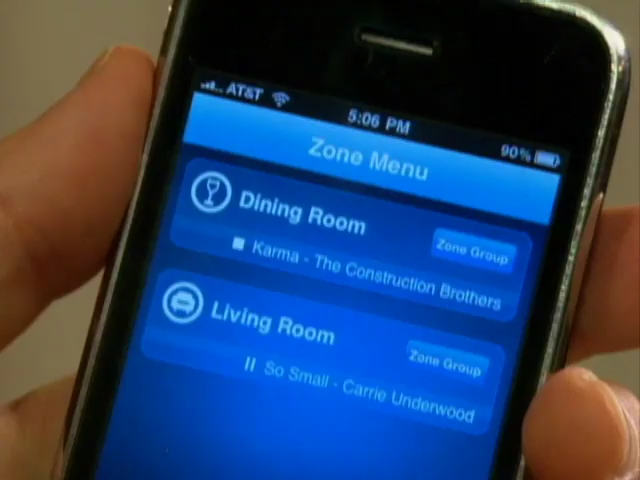 AT&T 5:06 PM 90%
Zone Menu
Dining Room
Zone Group
Karma - The Construction Brothers
Living Room
Zone Group
So Small - Carrie Underwood